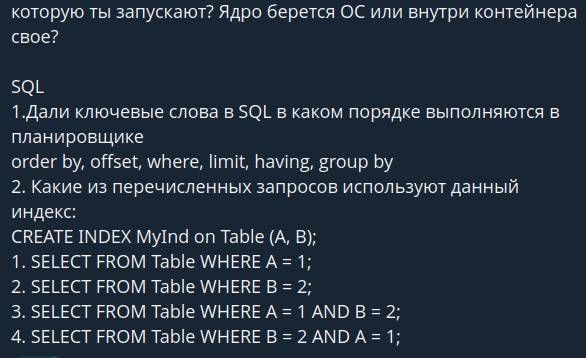 которую ты запускают? Ядро берется ОС или внутри контейнера
свое?
SQL
1.Дали ключевые слова в SQL в каком порядке выполняются в
планировщике
order by, offset, where, limit, having, group by
2. Какие из перечисленных запросов используют данный
индекс:
CREATE INDEX MyInd on Table (A, B);
1. SELECT FROM Table WHERE A = 1;
2. SELECT FROM Table WHERE B = 2;
3. SELECT FROM Table WHERE A = 1 AND B = 2;
4. SELECT FROM Table WHERE B = 2 AND A = 1;